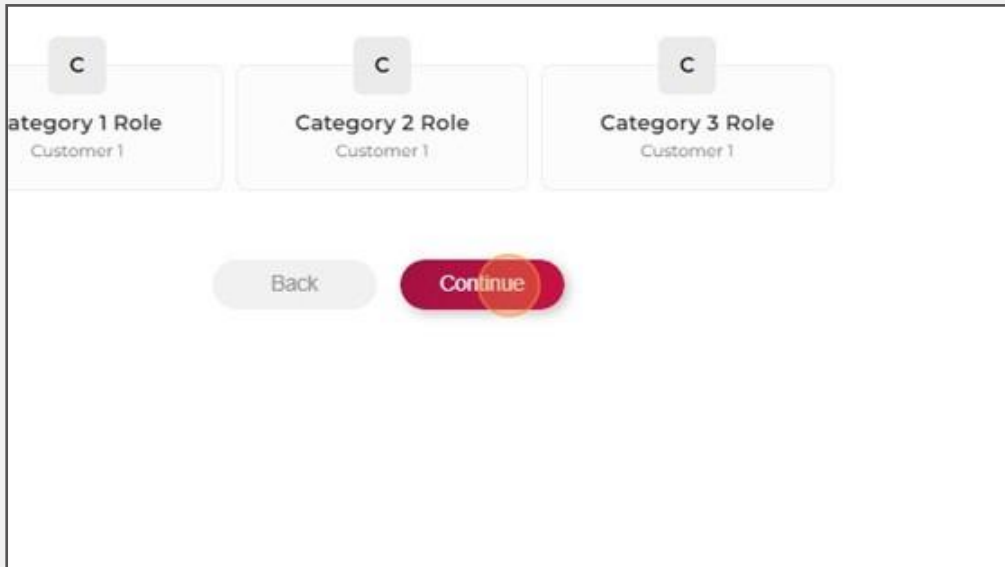 C
C
C
ategory 1 Role
Category 2 Role
Category 3 Role
Customer 1
Customer 1
Customer 1
Back
Continue